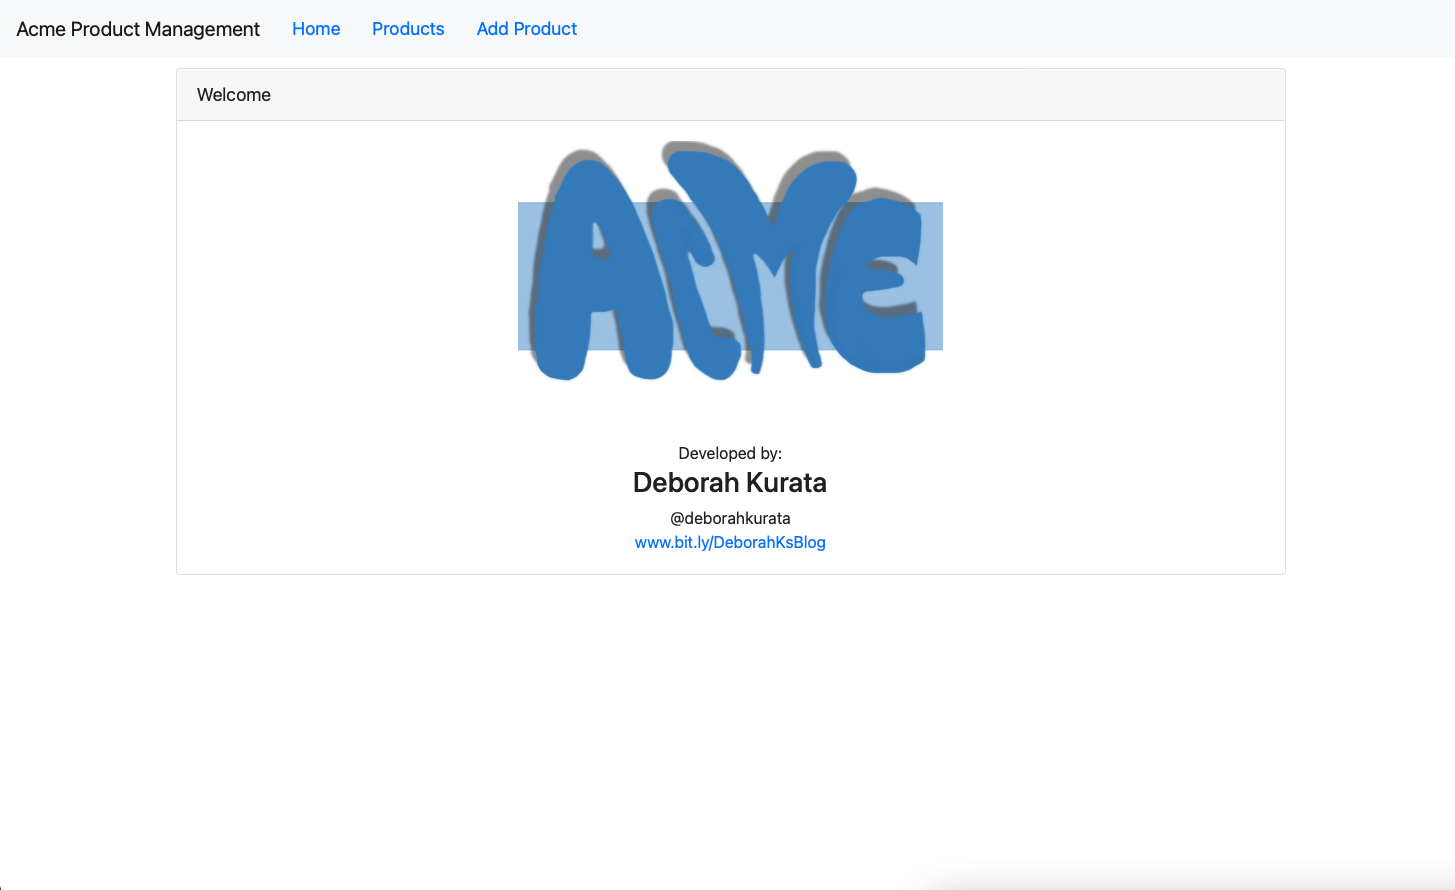 Acme Product Management Home Products Add Product
Welcome
ACME
Developed by:
Deborah Kurata
@deborahkurata
www.bit.ly/DeborahKsBlog